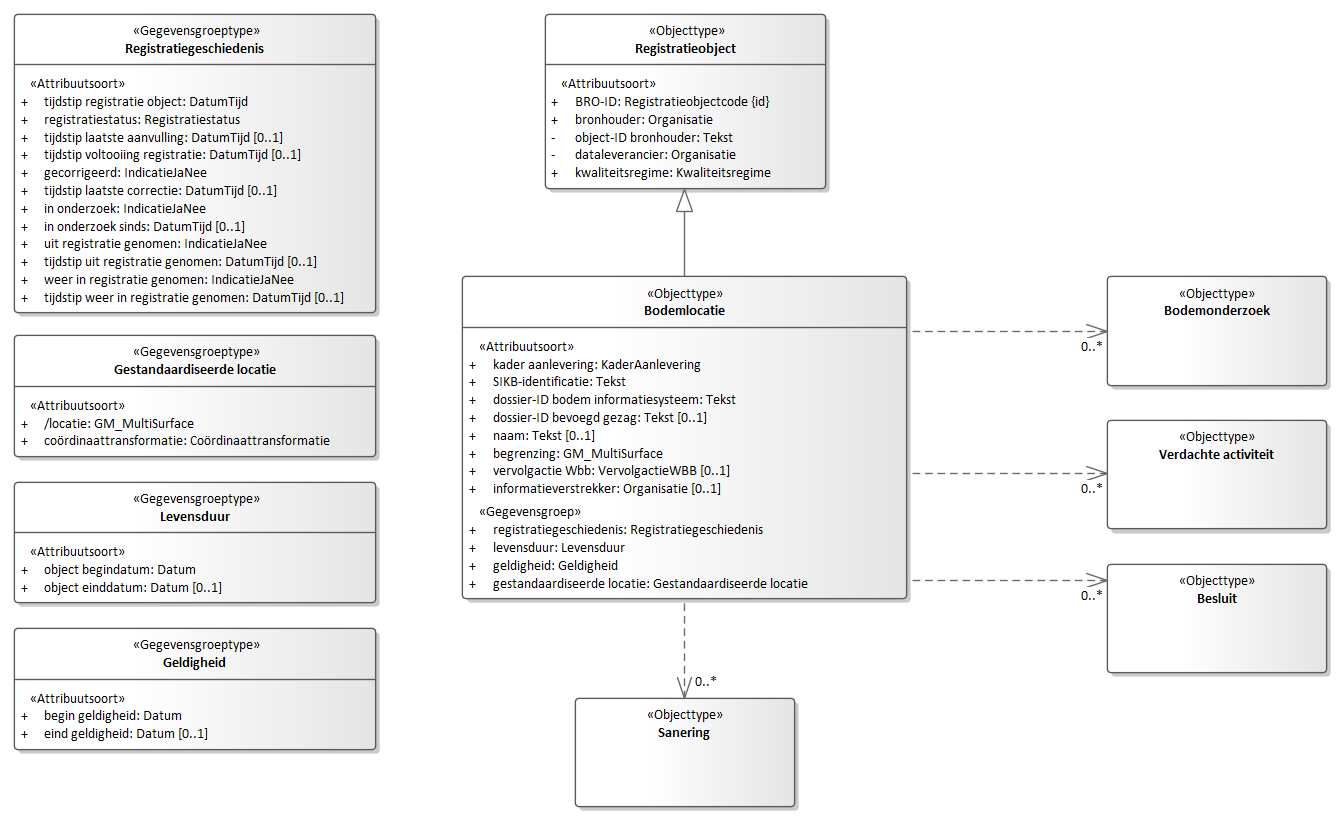 «Gegevensgroeptype»
Registratiegeschiedenis
«Attribuutsoort»
+ tijdstip registratie object: DatumTijd
+ registratiestatus: Registratiestatus
+ tijdstip laatste aanvulling: DatumTijd [0..1]
+ tijdstip voltooiing registratie: DatumTijd [0..1]
+ gecorrigeerd: IndicatieJaNee
+ tijdstip laatste correctie: DatumTijd [0..1]
+ in onderzoek: IndicatieJaNee
+ in onderzoek sinds: DatumTijd [0..1]
+ uit registratie genomen: IndicatieJaNee
+ tijdstip uit registratie genomen: DatumTijd [0..1]
+ weer in registratie genomen: IndicatieJaNee
+ tijdstip weer in registratie genomen: DatumTijd [0..1]
«Gegevensgroeptype»
Gestandaardiseerde locatie
«Attribuutsoort»
+ /locatie: GM_MultiSurface
+ coördinaattransformatie: Coördinaattransformatie
«Gegevensgroeptype»
Levensduur
«Attribuutsoort»
+ object begindatum: Datum
+ object einddatum: Datum [0..1]
«Gegevensgroeptype»
Geldigheid
«Attribuutsoort»
+ begin geldigheid: Datum
+ eind geldigheid: Datum [0..1]
«Objecttype»
Registratieobject
«Attribuutsoort»
+ BRO-ID: Registratieobjectcode {id}
+ bronhouder: Organisatie
- object-ID bronhouder: Tekst
- dataleverancier: Organisatie
+ kwaliteitsregime: Kwaliteitsregime
«Objecttype»
Bodemlocatie
«Attribuutsoort»
+ kader aanlevering: KaderAanlevering
+ SIKB-identificatie: Tekst
+ dossier-ID bodem informatiesysteem: Tekst
+ dossier-ID bevoegd gezag: Tekst [0..1]
+ naam: Tekst [0..1]
+ begrenzing: GM_MultiSurface
+ vervolgactie Wbb: VervolgactieWBB [0..1]
+ informatieverstrekker: Organisatie [0..1]
«Gegevensgroep»
+ registratiegeschiedenis: Registratiegeschiedenis
+ levensduur: Levensduur
+ geldigheid: Geldigheid
+ gestandaardiseerde locatie: Gestandaardiseerde locatie
0..*
«Objecttype»
Sanering
0..*
«Objecttype»
Bodemonderzoek
0..*
«Objecttype»
Verdachte activiteit
0..*
«Objecttype»
Besluit